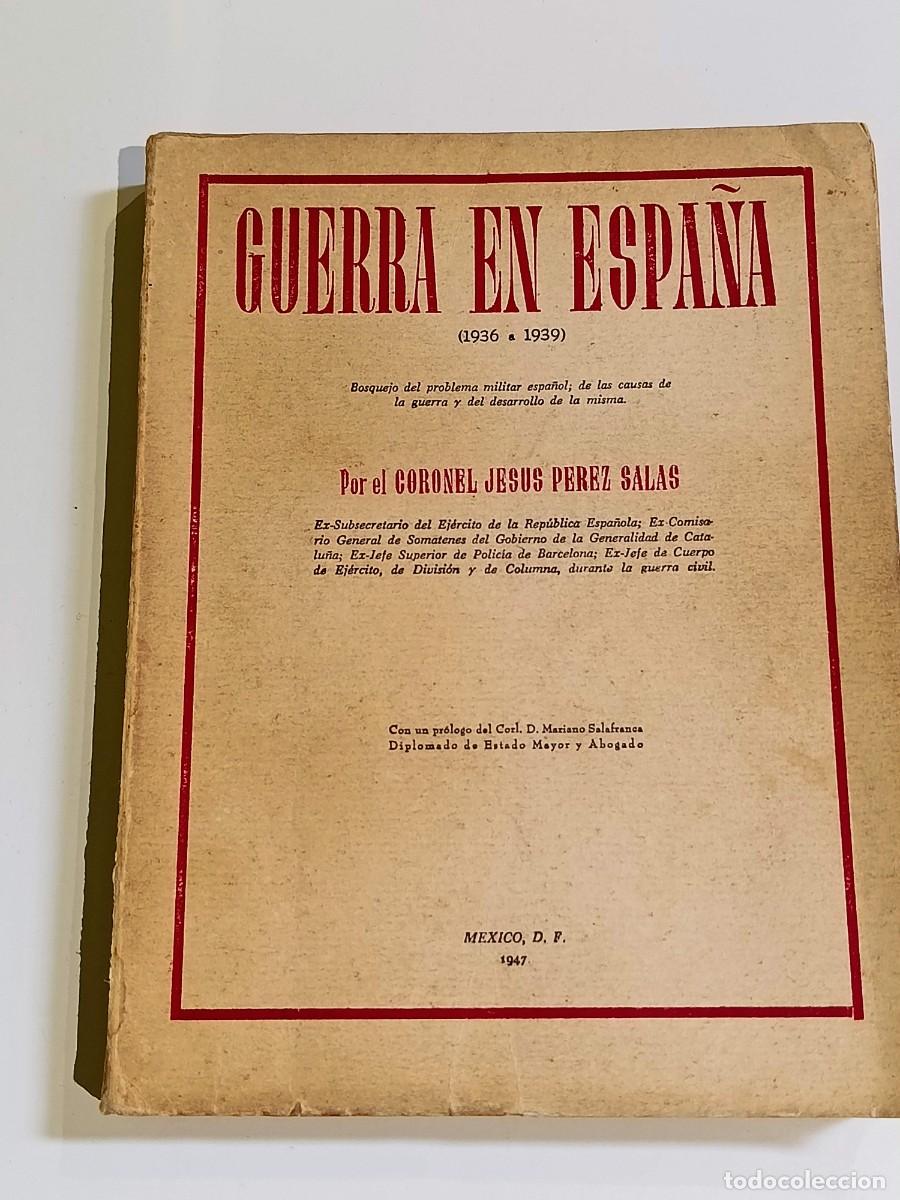 GUERRA EN ESPAÑA
(1936 a 1939)
Bosquejo del problema militar español; de las causas de
la guerra y del desarrollo de la misma.
Por el CORONEL JESUS PEREZ SALAS
Ex-Subsecretario del Ejército de la República Española; Ex-Comisa-
rio General de Somatenes del Gobierno de la Generalidad de Cata-
luña; Ex-Jefe Superior de Policía de Barcelona; Ex-Jefe de Cuerpo
de Ejército, de División y de Columna, durante la guerra civil.
Con un prólogo del Corl. D. Mariano Salafranca
Diplomado de Estado Mayor y Abogado
MEXICO, D. F.
1947
todocoleccion